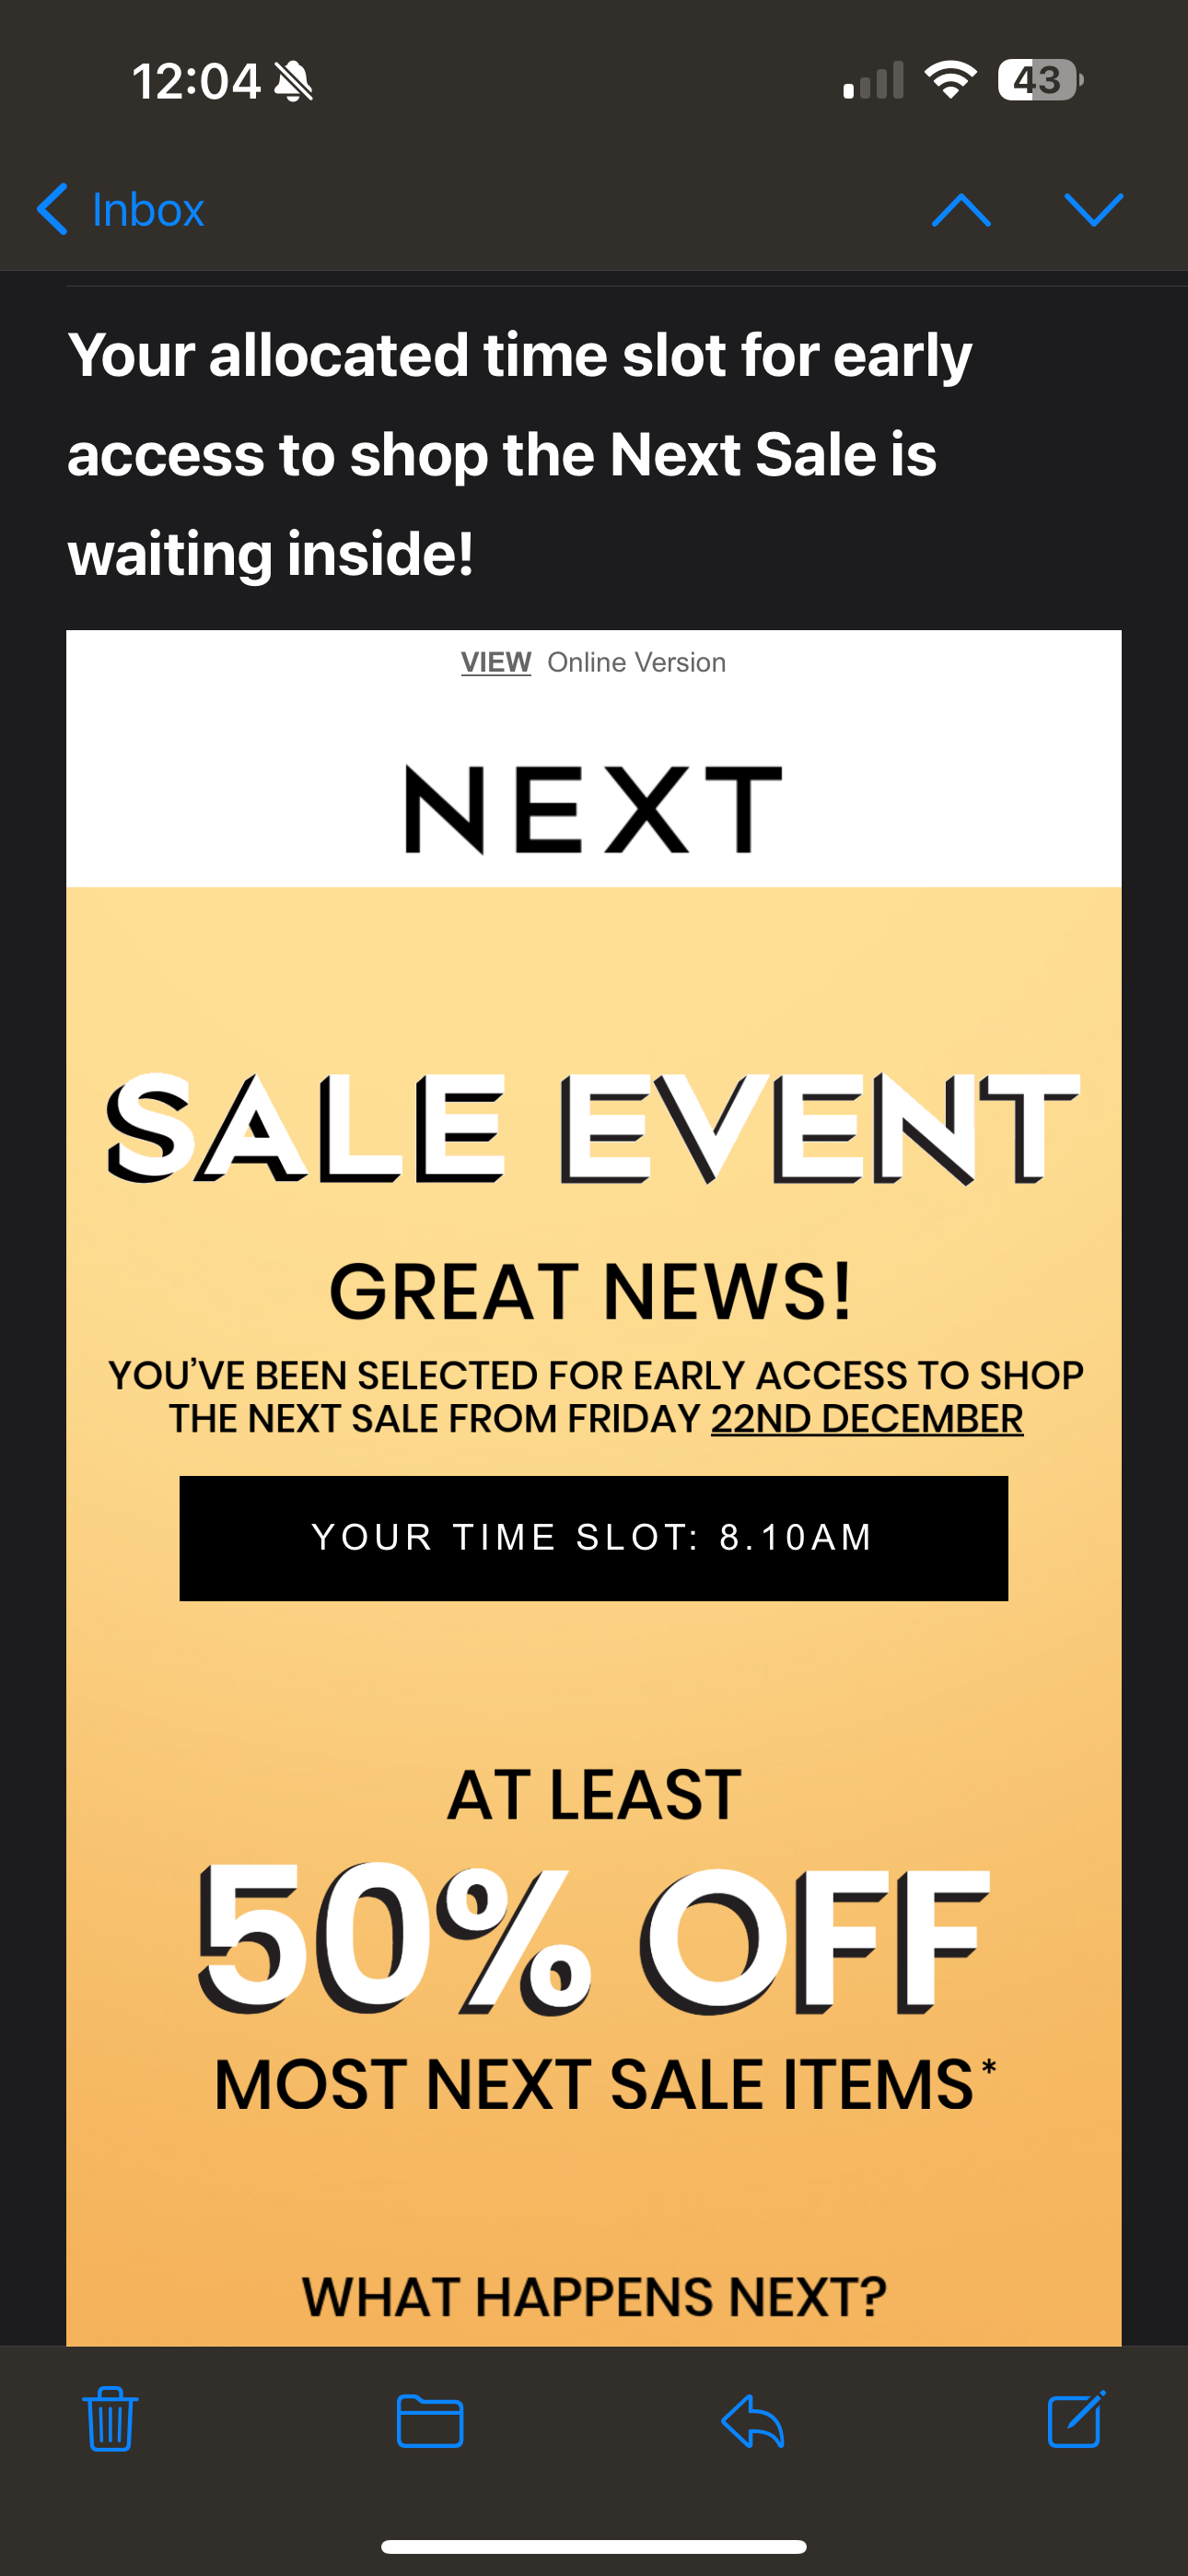 12:04
43
Inbox
Your allocated time slot for early
access to shop the Next Sale is
waiting inside!
VIEW Online Version
NEXT
SALE EVENT
GREAT NEWS!
YOU’VE BEEN SELECTED FOR EARLY ACCESS TO SHOP
THE NEXT SALE FROM FRIDAY 22ND DECEMBER
YOUR TIME SLOT: 8.10AM
AT LEAST
50% OFF
MOST NEXT SALE ITEMS*
WHAT HAPPENS NEXT?